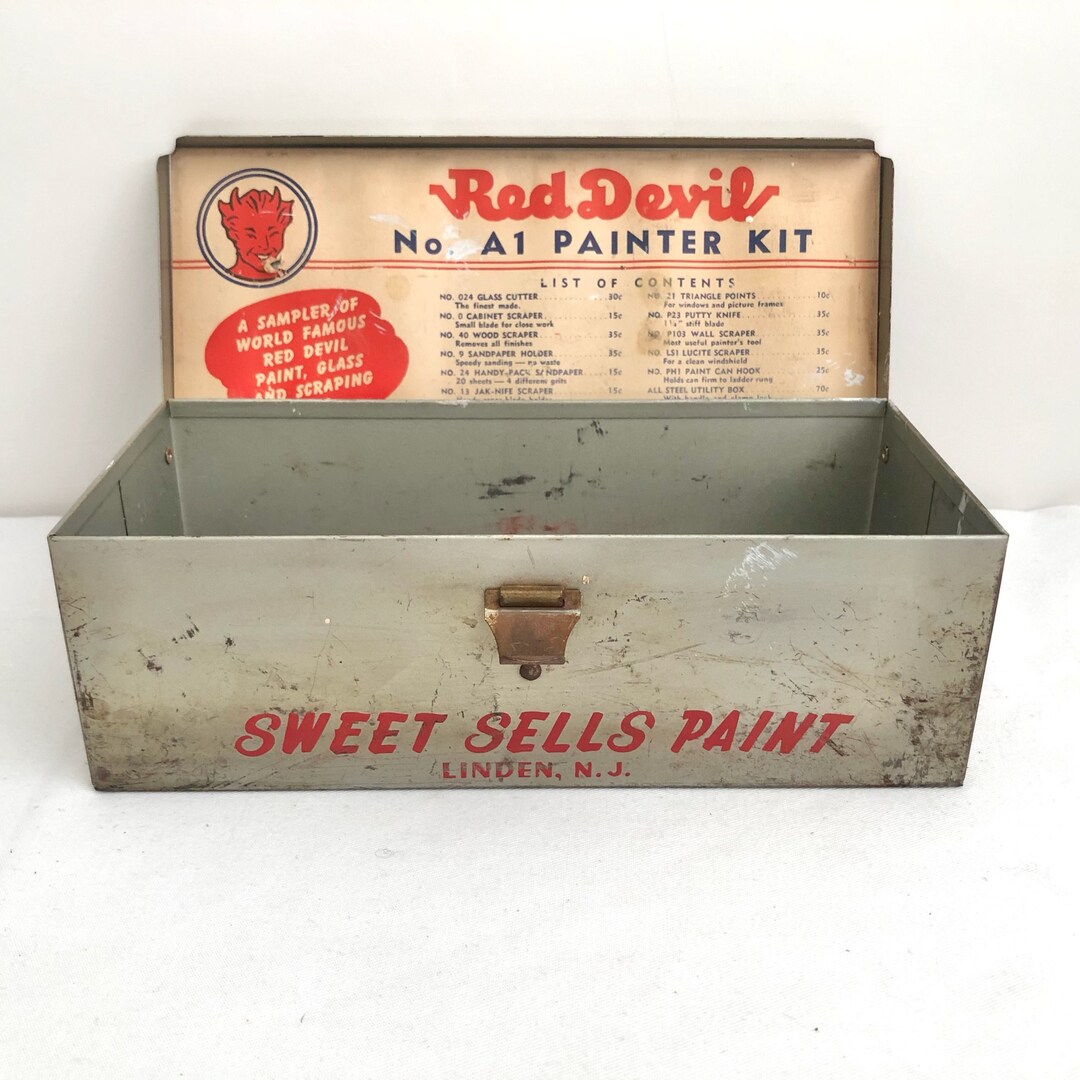 Red Devil
No. A1 PAINTER KIT
A SAMPLER OF
WORLD FAMOUS
RED DEVIL
PAINT, GLASS
AND SCRAPING
LIST OF CONTENTS
NO. 024 GLASS CUTTER 30c
The finest made.
NO. 0 CABINET SCRAPER 15c
Small blade for close work
NO. 40 WOOD SCRAPER 35c
Removes all finishes
NO. 9 SANDPAPER HOLDER 35c
Speedy sanding — no waste
NO. 24 HANDY-PACK SANDPAPER 15c
20 sheets — 4 different grits
NO. 13 JAK-NIFE SCRAPER 15c
NO. 21 TRIANGLE POINTS 10c
For windows and picture frames
NO. P23 PUTTY KNIFE 35c
1¼" stiff blade
NO. P103 WALL SCRAPER 35c
Most useful painter's tool
NO. LS1 LUCITE SCRAPER 35c
For a clean windshield
NO. PH1 PAINT CAN HOOK 25c
Holds can firm to ladder rung
ALL STEEL UTILITY BOX 70c
SWEET SELLS PAINT
LINDEN, N.J.